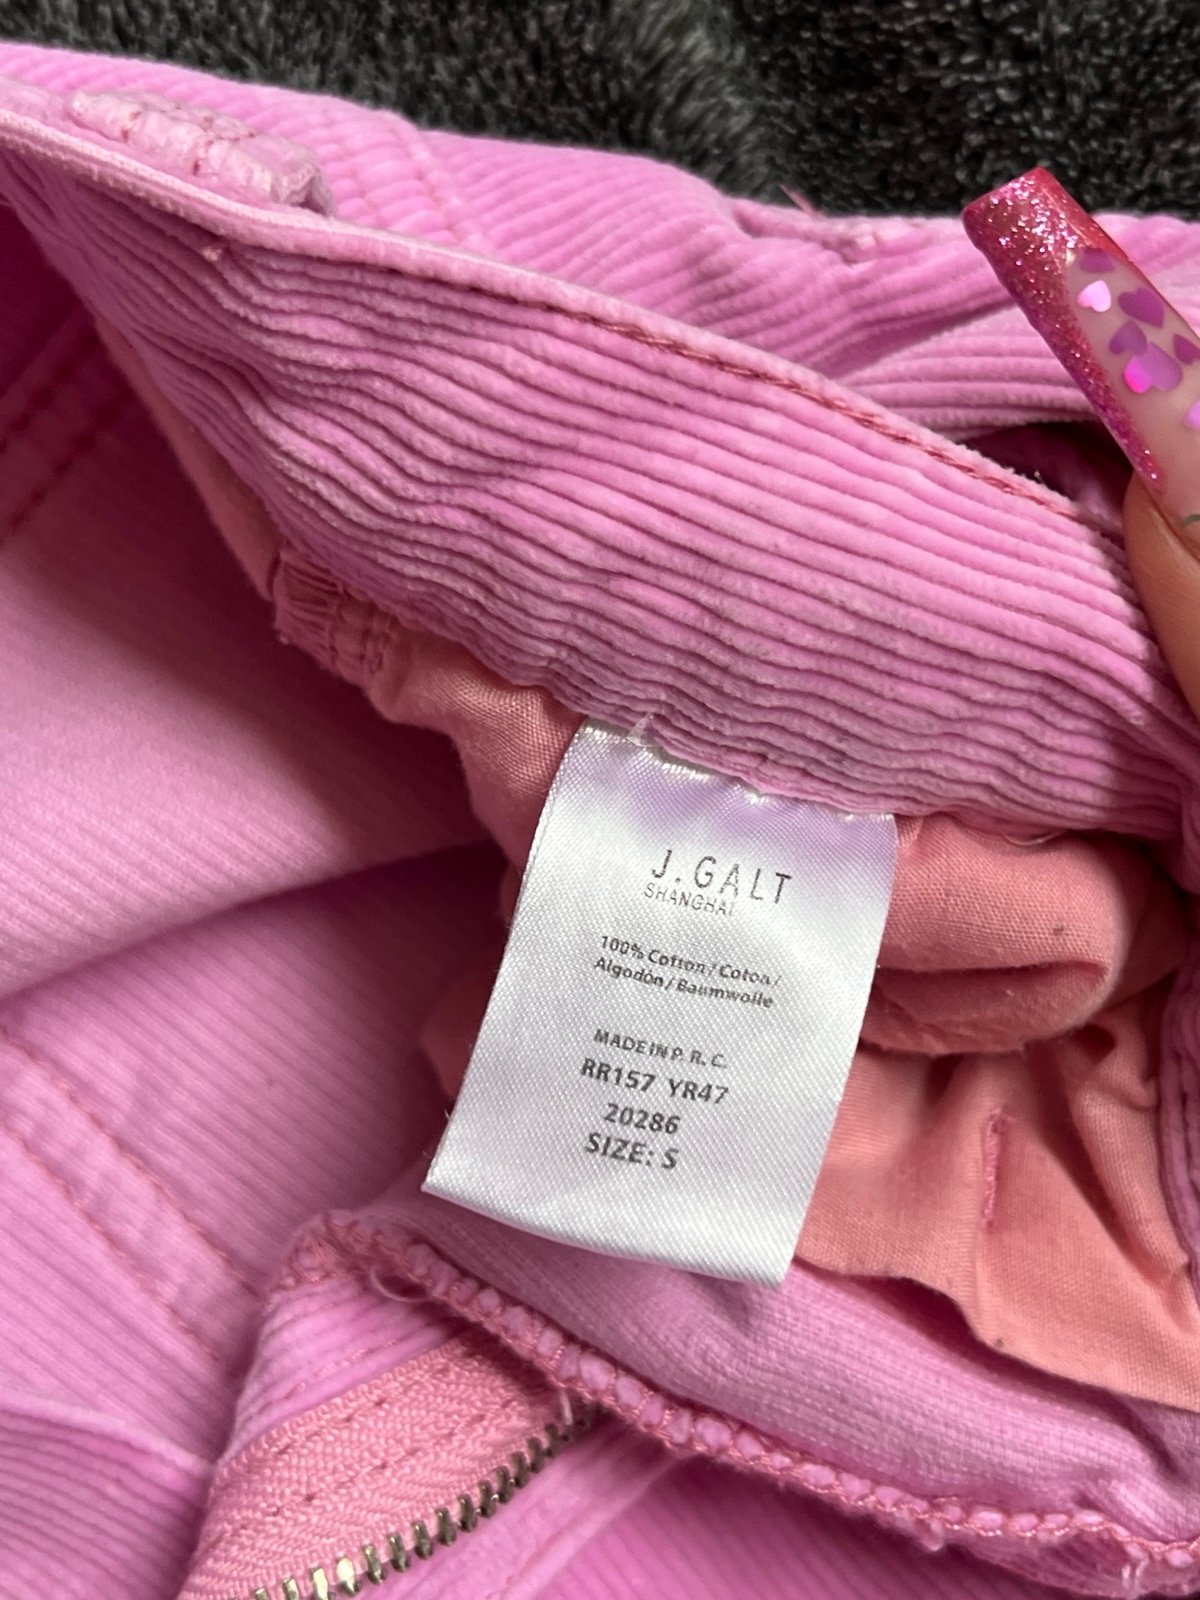 J.GALT
SHANGHAI
100% Cotton / Coton /
Algodón / Baumwolle
MADE IN P. R. C.
RR157 YR47
20286
SIZE: S